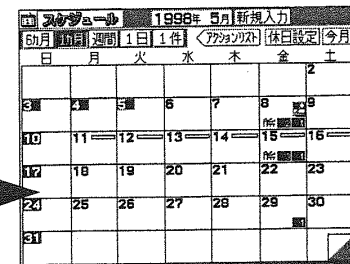 スケジュール 1998年 5月 新規入力
6カ月 1カ月 週間 1日 1件 アクションリスト 休日設定 今月
日 月 火 水 木 金 土
2
3 4 5 6 7 8 9
10 11 12 13 14 15 16
17 18 19 20 21 22 23
24 25 26 27 28 29 30
31